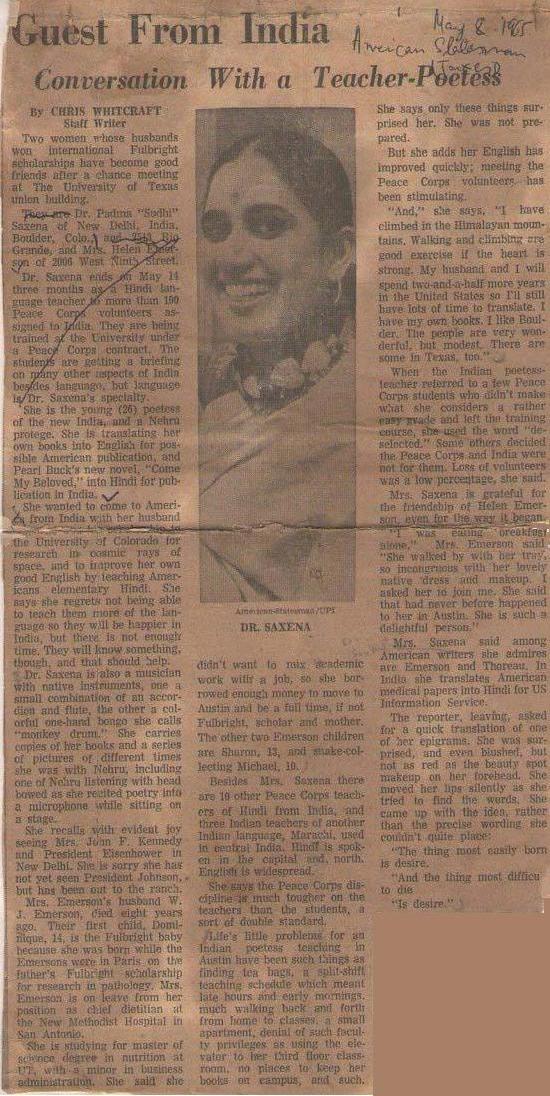 Guest From India
May 8, 1965
American Statesman
Conversation With a Teacher-Poetess
By CHRIS WHITCRAFT
Staff Writer
Two women whose husbands
won international Fulbright
scholarships have become good
friends after a chance meeting
at The University of Texas
union building.
They are Dr. Padma "Sudhi"
Saxena of New Delhi, India,
Boulder, Colo., and Rio
Grande, and Mrs. Helen Emer-
son of 2006 West Ninth Street.
Dr. Saxena ends on May 14
three months as a Hindi lan-
guage teacher to more than 100
Peace Corps volunteers as-
signed to India. They are being
trained at the University under
a Peace Corps contract. The
students are getting a briefing
on many other aspects of India
besides language, but language
is Dr. Saxena's specialty.
She is the young (26) poetess
of the new India, and a Nehru
protege. She is translating her
own books into English for pos-
sible American publication, and
Pearl Buck's new novel, "Come
My Beloved," into Hindi for pub-
lication in India.
She wanted to come to Ameri-
ca from India with her husband
the University of Colorado for
research in cosmic rays of
space, and to improve her own
good English by teaching Amer-
icans elementary Hindi. She
says she regrets not being able
to teach them more of the lan-
guage so they will be happier in
India, but there is not enough
time. They will know something,
though, and that should help.
Dr. Saxena is also a musician
with native instruments, one a
small combination of an accor-
dion and flute, the other a col-
orful one-hand bongo she calls
"monkey drum." She carries
copies of her books and a series
of pictures of different times
she was with Nehru, including
one of Nehru listening with head
bowed as she recited poetry into
a microphone while sitting on
a stage.
She recalls with evident joy
seeing Mrs. John F. Kennedy
and President Eisenhower in
New Delhi. She is sorry she has
not yet seen President Johnson,
but has been out to the ranch.
Mrs. Emerson's husband W.
J. Emerson, died eight years
ago. Their first child, Domi-
nique, 14, is the Fulbright baby
because she was born while the
Emersons were in Paris on the
father's Fulbright scholarship
for research in pathology. Mrs.
Emerson is on leave from her
position as chief dietitian at
the New Methodist Hospital in
San Antonio.
She is studying for master of
science degree in nutrition at
UT, with a minor in business
administration. She said she
American-Statesman/UPI
DR. SAXENA
didn't want to mix academic
work with a job, so she bor-
rowed enough money to move to
Austin and be a full time, if not
Fulbright, scholar and mother.
The other two Emerson children
are Sharon, 13, and snake-col-
lecting Michael, 10.
Besides Mrs. Saxena there
are 10 other Peace Corps teach-
ers of Hindi from India, and
three Indian teachers of another
Indian language, Marachi, used
in central India. Hindi is spok-
en in the capital and north.
English is widespread.
She says the Peace Corps dis-
cipline is much tougher on the
teachers than the students, a
sort of double standard.
Life's little problems for an
Indian poetess teaching in
Austin have been such things as
finding tea bags, a split-shift
teaching schedule which meant
late hours and early mornings,
much walking back and forth
from home to classes, a small
apartment, denial of such facul-
ty privileges as using the ele-
vator to her third floor class-
room, no places to keep her
books on campus, and such.
She says only these things sur-
prised her. She was not pre-
pared.
But she adds her English has
improved quickly; meeting the
Peace Corps volunteers has
been stimulating.
"And," she says, "I have
climbed in the Himalayan moun-
tains. Walking and climbing are
good exercise if the heart is
strong. My husband and I will
spend two-and-a-half more years
in the United States so I'll still
have lots of time to translate. I
have my own books. I like Boul-
der. The people are very won-
derful, but modest. There are
some in Texas, too."
When the Indian poetess-
teacher referred to a few Peace
Corps students who didn't make
what she considers a rather
easy grade and left the training
course, she used the word "de-
selected." Some others decided
the Peace Corps and India were
not for them. Loss of volunteers
was a low percentage, she said.
Mrs. Saxena is grateful for
the friendship of Helen Emer-
son, even for the way it began.
"I was eating breakfast
alone," Mrs. Emerson said
"She walked by with her tray,
so incongruous with her lovely
native dress and makeup. I
asked her to join me. She said
that had never before happened
to her in Austin. She is such a
delightful person."
Mrs. Saxena said among
American writers she admires
are Emerson and Thoreau. In
India she translates American
medical papers into Hindi for US
Information Service.
The reporter, leaving, asked
for a quick translation of one
of her epigrams. She was sur-
prised, and even blushed, but
not as red as the beauty spot
makeup on her forehead. She
moved her lips silently as she
tried to find the words. She
came up with the idea, rather
than the precise wording she
couldn't quite place:
"The thing most easily born
is desire.
"And the thing most difficu
to die
"Is desire."